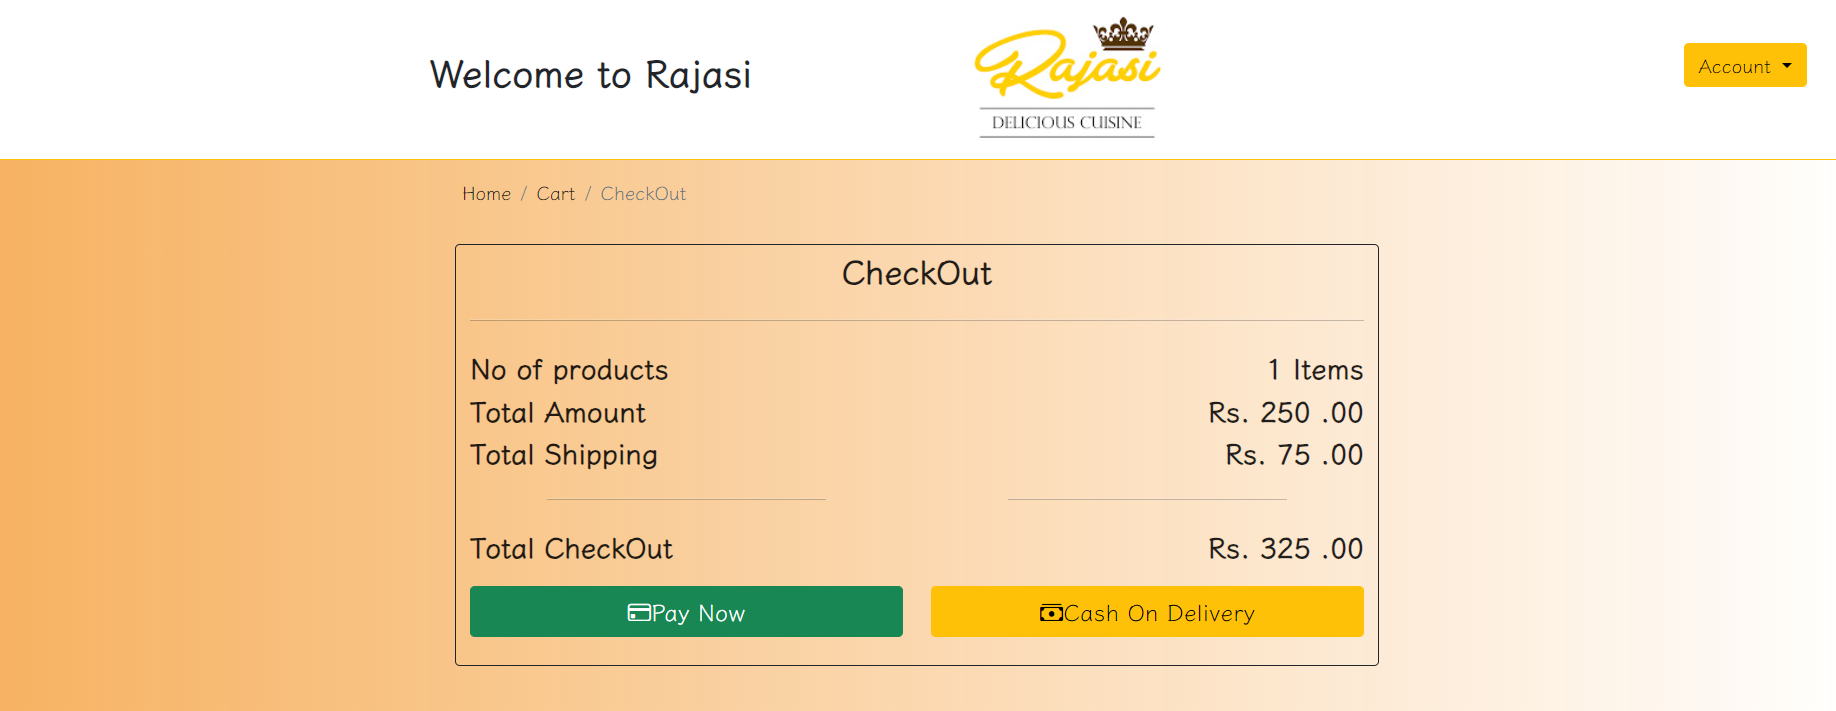 Welcome to Rajasi
Rajasi
DELICIOUS CUISINE
Account
Home / Cart / CheckOut
CheckOut
No of products 1 Items
Total Amount Rs. 250 .00
Total Shipping Rs. 75 .00
Total CheckOut Rs. 325 .00
Pay Now Cash On Delivery